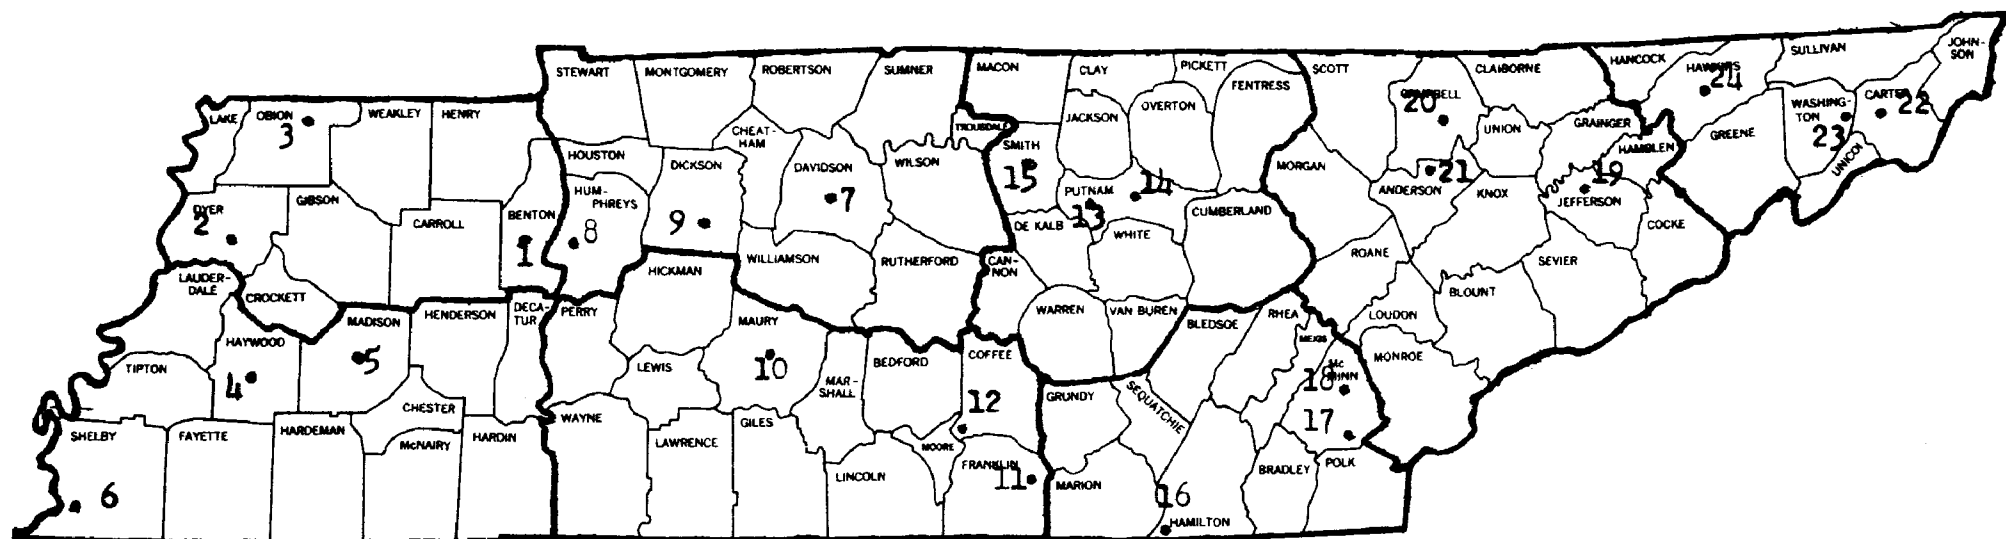 STEWART
MONTGOMERY
ROBERTSON
SUMNER
MACON
CLAY
PICKETT
FENTRESS
SCOTT
CLAIBORNE
HANCOCK
24
SULLIVAN
JOHN-
SON
LAKE
OBION
3
WEAKLEY
HENRY
HOUSTON
CHEAT-
HAM
TROUSDALE
JACKSON
OVERTON
20
UNION
GRAINGER
HAMBLEN
GREENE
WASHING-
TON
23
CARTER
22
UNICOI
DYER
2
GIBSON
CARROLL
BENTON
1
HUM-
PHREYS
8
DICKSON
9
DAVIDSON
7
WILSON
SMITH
15
PUTNAM
13
14
DE KALB
WHITE
CUMBERLAND
MORGAN
ANDERSON
21
KNOX
19
JEFFERSON
COCKE
LAUDER-
DALE
CROCKETT
MADISON
5
HENDERSON
DECA-
TUR
PERRY
HICKMAN
WILLIAMSON
RUTHERFORD
CAN-
NON
WARREN
VAN BUREN
BLEDSOE
RHEA
ROANE
LOUDON
BLOUNT
SEVIER
TIPTON
HAYWOOD
4
CHESTER
LEWIS
MAURY
10
MAR-
SHALL
BEDFORD
COFFEE
12
GRUNDY
SEQUATCHIE
MEIGS
Mc
MINN
18
17
MONROE
SHELBY
6
FAYETTE
HARDEMAN
McNAIRY
HARDIN
WAYNE
LAWRENCE
GILES
LINCOLN
MOORE
FRANKLIN
11
MARION
16
HAMILTON
BRADLEY
POLK